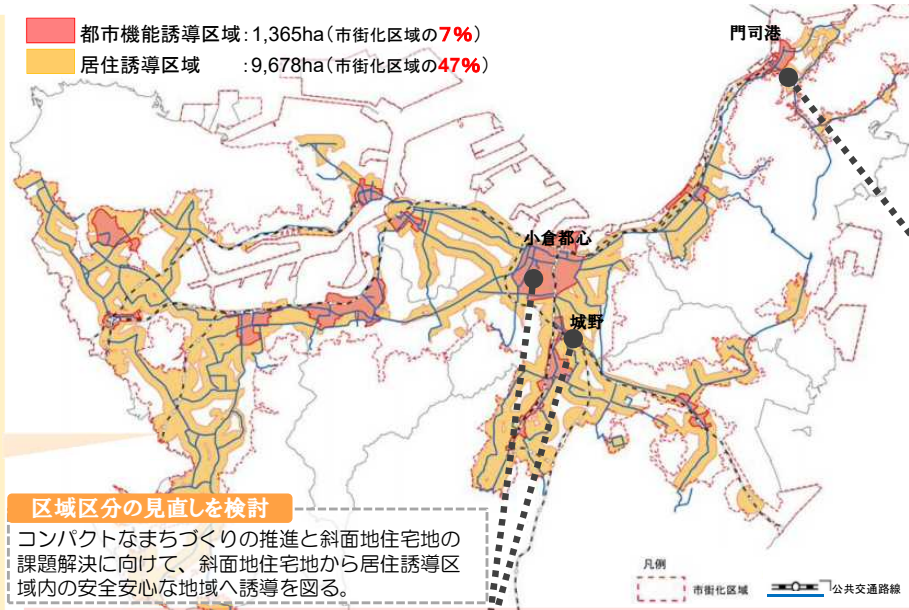 都市機能誘導区域:1,365ha(市街化区域の7%)
居住誘導区域 :9,678ha(市街化区域の47%)
門司港
小倉都心
城野
区域区分の見直しを検討
コンパクトなまちづくりの推進と斜面地住宅地の
課題解決に向けて、斜面地住宅地から居住誘導区
域内の安全安心な地域へ誘導を図る。
凡例
市街化区域
公共交通路線